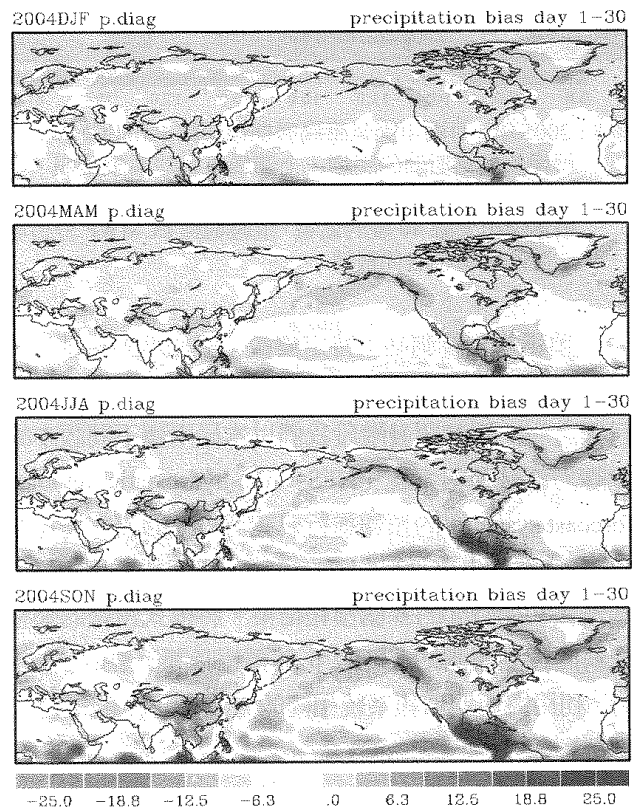 2004DJF p.diag precipitation bias day 1-30
2004MAM p.diag precipitation bias day 1-30
2004JJA p.diag precipitation bias day 1-30
2004SON p.diag precipitation bias day 1-30
-25.0 -18.8 -12.5 -6.3 .0 6.3 12.5 18.8 25.0